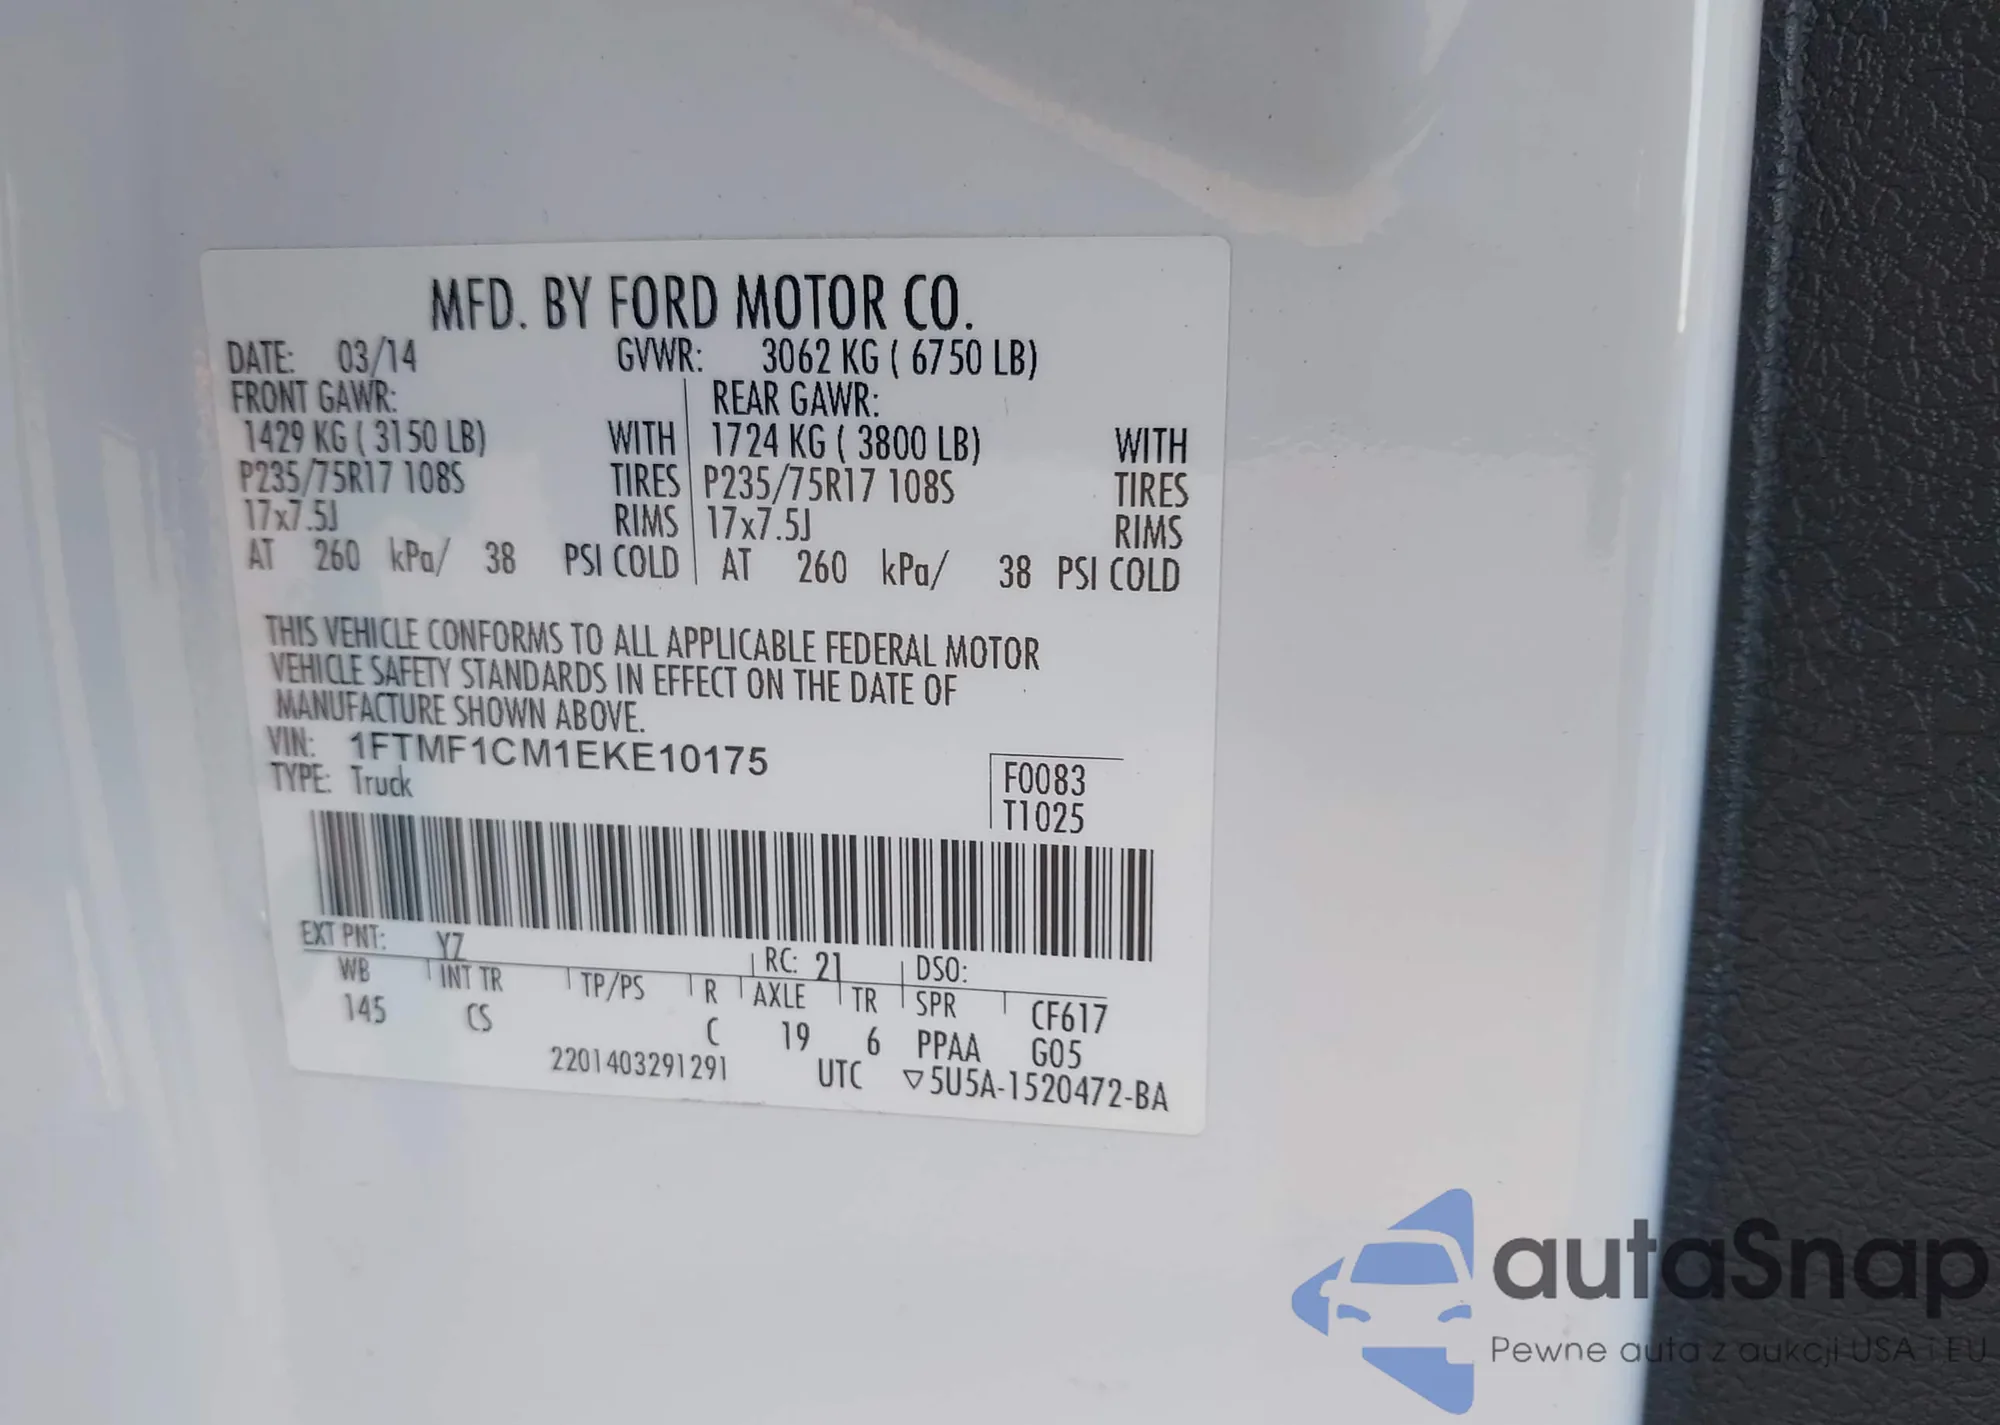 MFD. BY FORD MOTOR CO.
DATE: 03/14 GVWR: 3062 KG ( 6750 LB)
FRONT GAWR: REAR GAWR:
1429 KG ( 3150 LB) WITH 1724 KG ( 3800 LB) WITH
P235/75R17 108S TIRES P235/75R17 108S TIRES
17x7.5J RIMS 17x7.5J RIMS
AT 260 kPa/ 38 PSI COLD AT 260 kPa/ 38 PSI COLD
THIS VEHICLE CONFORMS TO ALL APPLICABLE FEDERAL MOTOR
VEHICLE SAFETY STANDARDS IN EFFECT ON THE DATE OF
MANUFACTURE SHOWN ABOVE.
VIN: 1FTMF1CM1EKE10175
TYPE: Truck
F0083
T1025
EXT PNT: YZ RC: 21 DSO:
WB INT TR TP/PS R AXLE TR SPR CF617
145 CS C 19 6 PPAA G05
2201403291291 UTC ▽5U5A-1520472-BA
autaSnap
Pewne auta z aukcji USA i EU